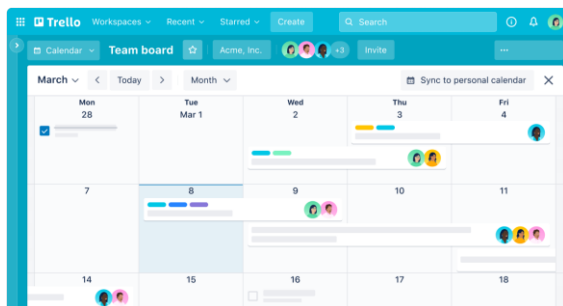 Trello Workspaces Recent Starred Create Search
Calendar Team board Acme, Inc. +3 Invite
March Today Month Sync to personal calendar
Mon Tue Wed Thu Fri
28 Mar 1 2 3 4
7 8 9 10 11
14 15 16 17 18